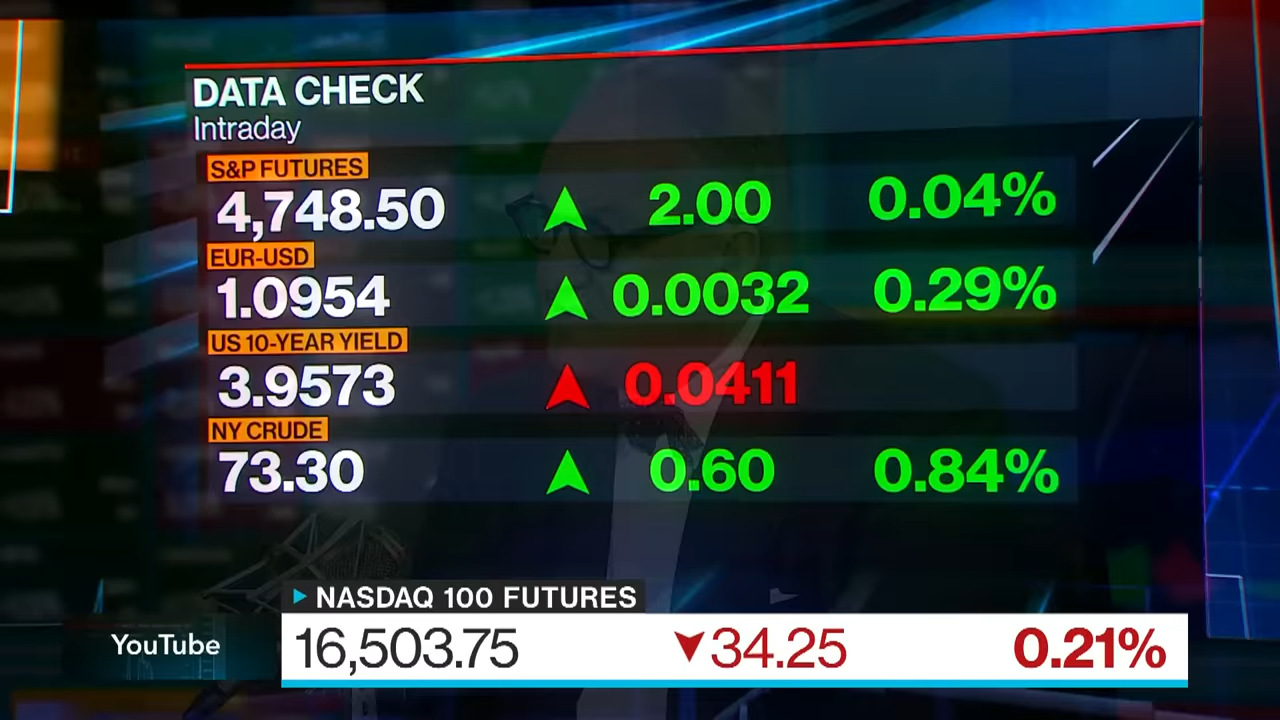 DATA CHECK
Intraday
S&P FUTURES
4,748.50 2.00 0.04%
EUR-USD
1.0954 0.0032 0.29%
US 10-YEAR YIELD
3.9573 0.0411
NY CRUDE
73.30 0.60 0.84%
NASDAQ 100 FUTURES
YouTube 16,503.75 34.25 0.21%